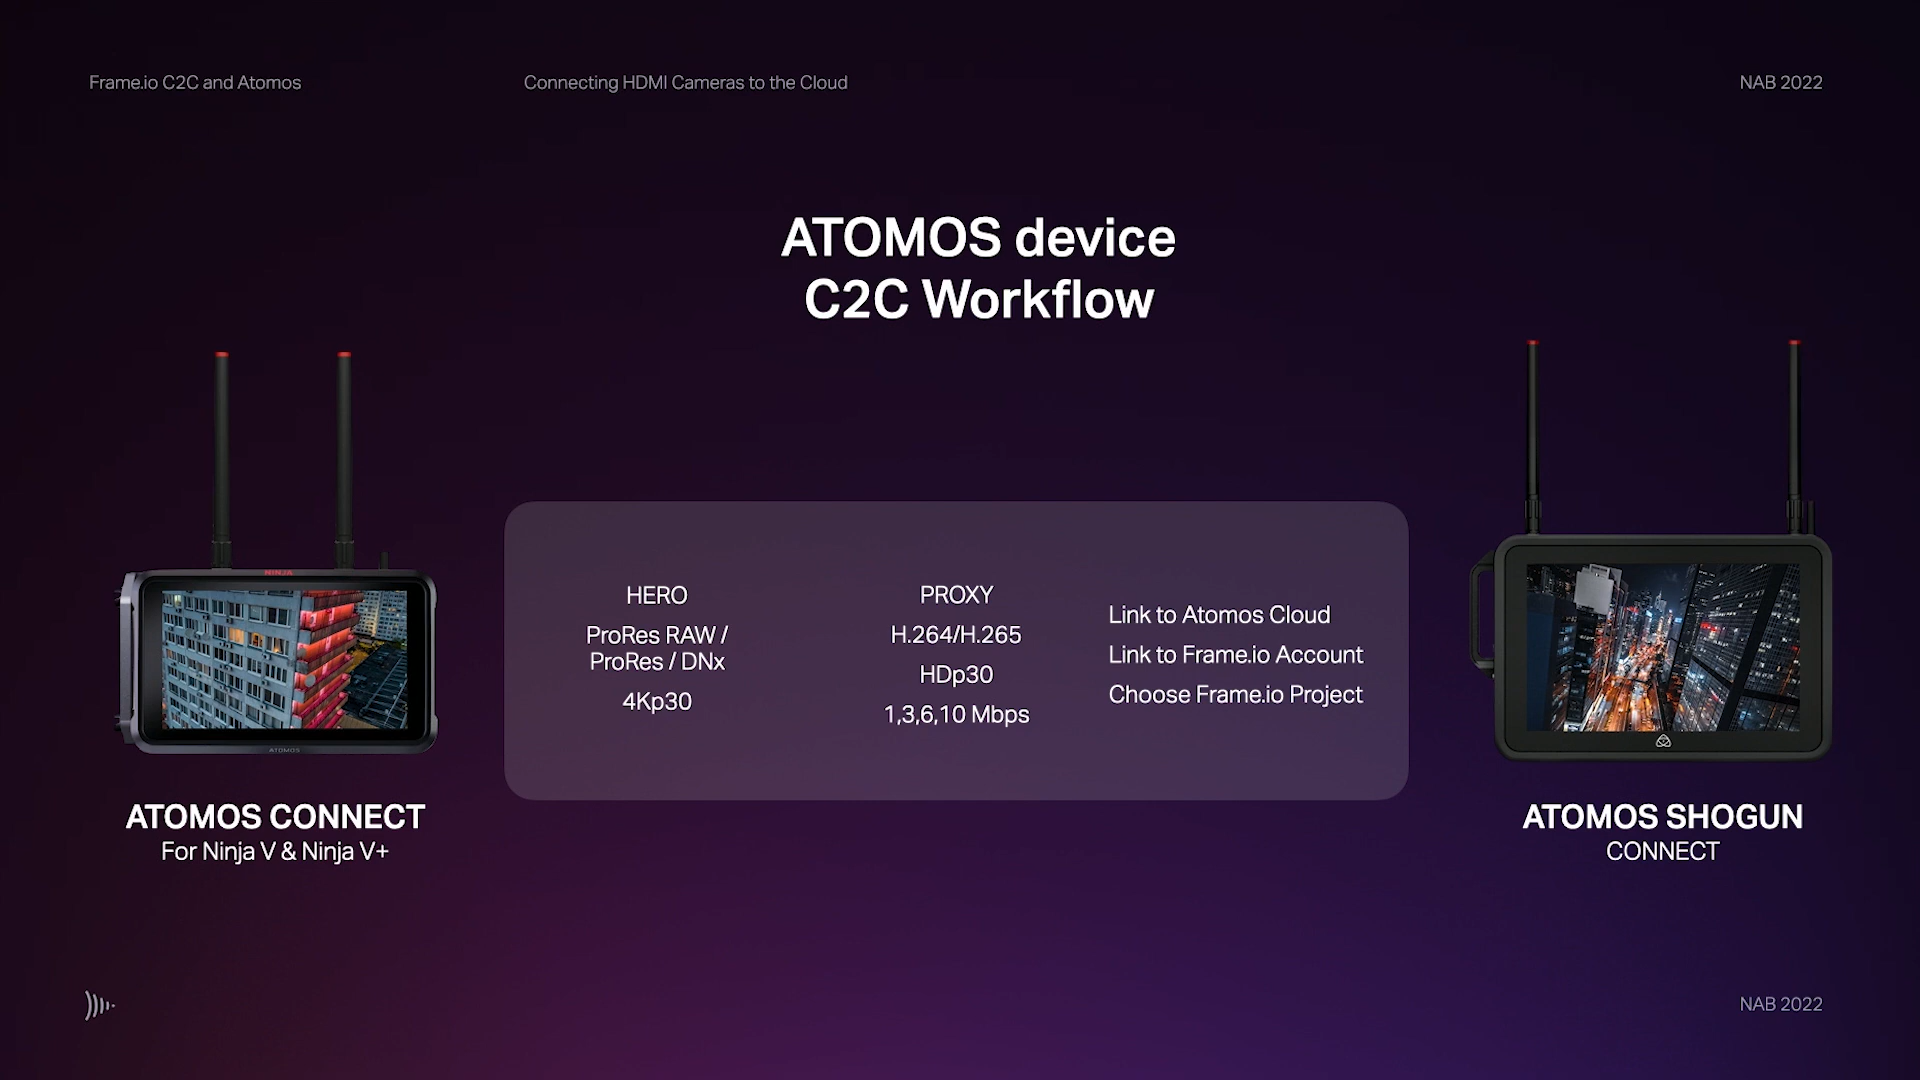 Frame.io C2C and Atomos
Connecting HDMI Cameras to the Cloud
NAB 2022
ATOMOS device
C2C Workflow
NINJA
ATOMOS
ATOMOS CONNECT
For Ninja V & Ninja V+
HERO
ProRes RAW /
ProRes / DNx
4Kp30
PROXY
H.264/H.265
HDp30
1,3,6,10 Mbps
Link to Atomos Cloud
Link to Frame.io Account
Choose Frame.io Project
ATOMOS SHOGUN
CONNECT
NAB 2022